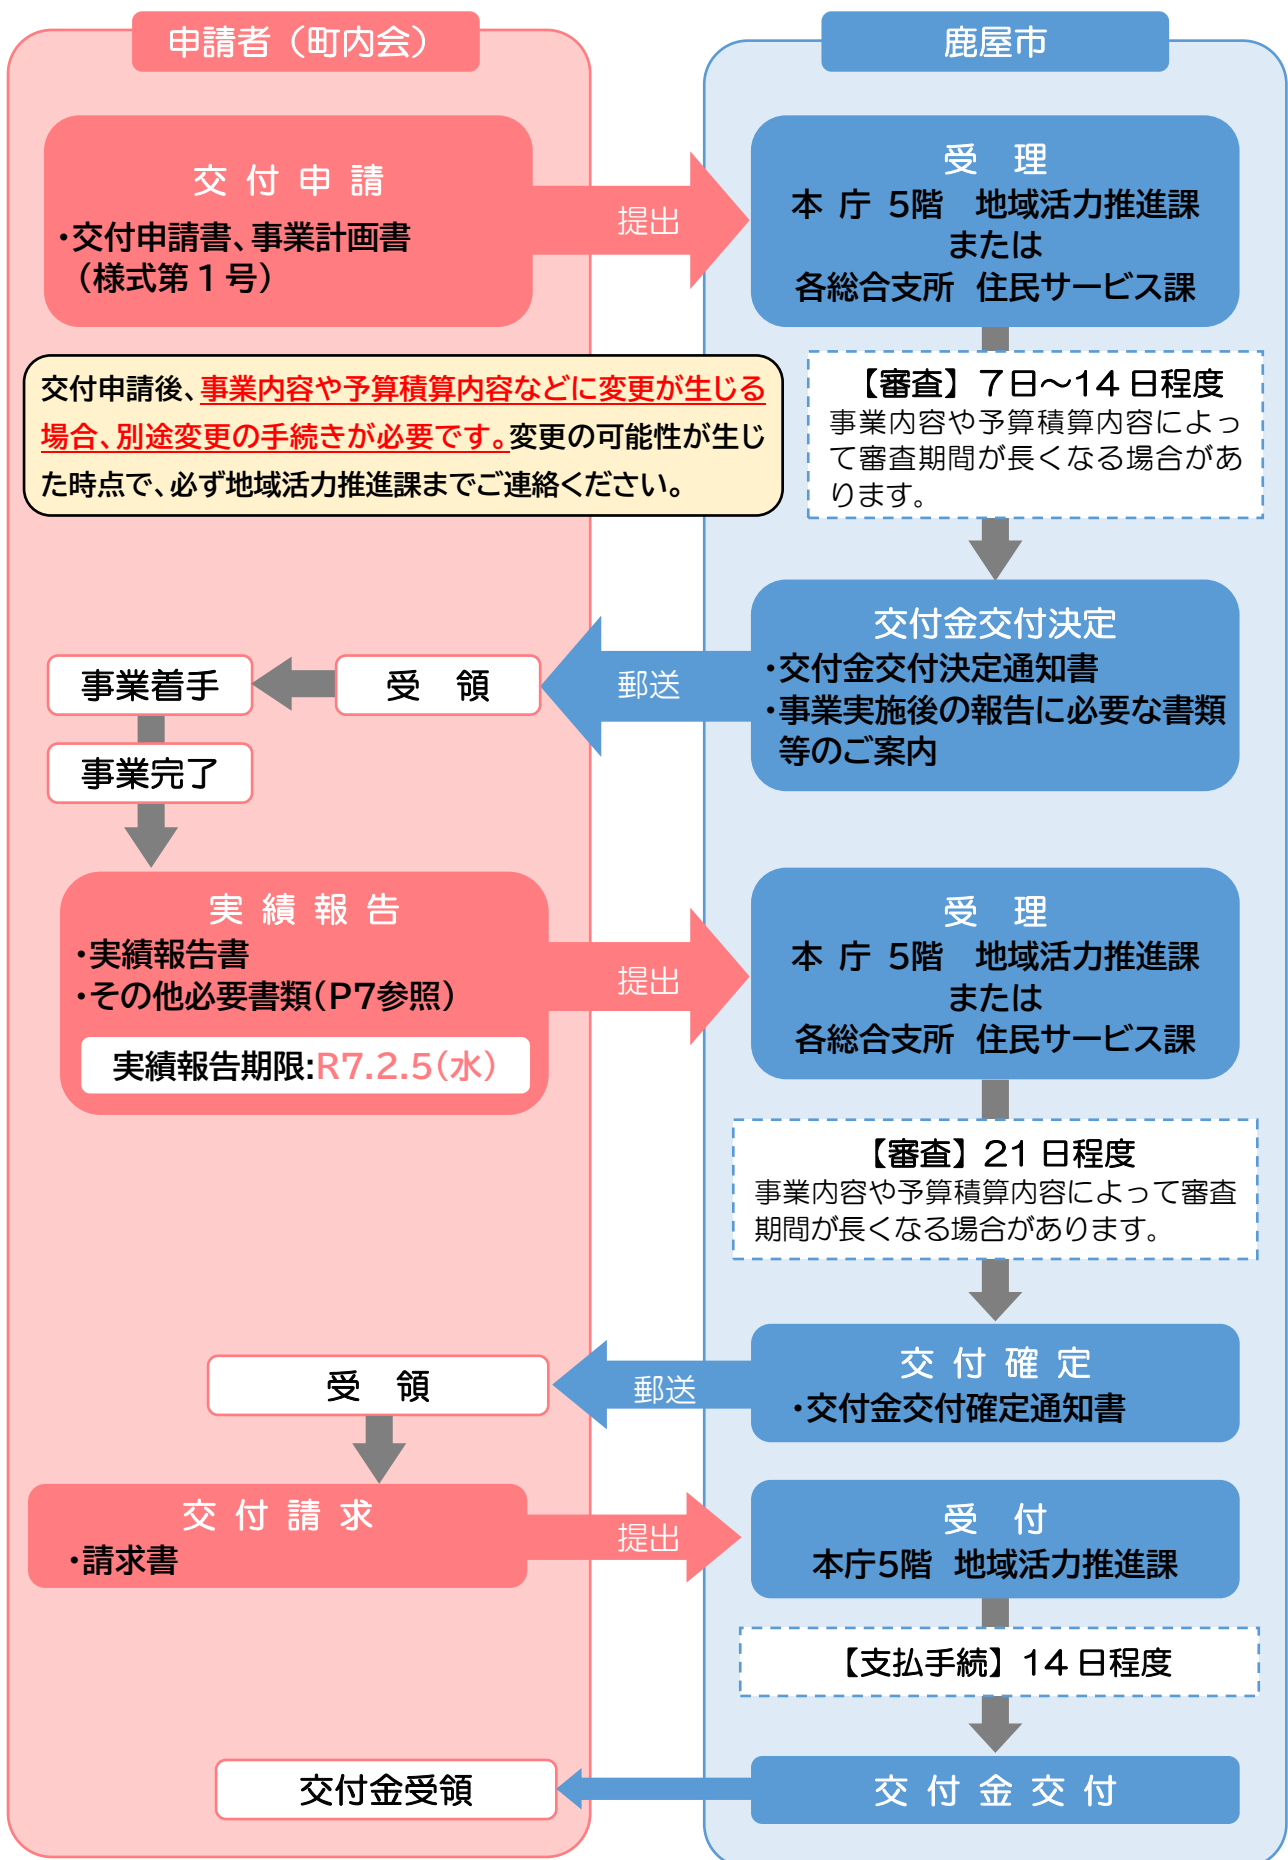 申請者（町内会）
鹿屋市
交付申請
・交付申請書、事業計画書
（様式第１号）
提出
受　理
本 庁 5階　地域活力推進課
または
各総合支所　住民サービス課
交付申請後、事業内容や予算積算内容などに変更が生じる
場合、別途変更の手続きが必要です。変更の可能性が生じ
た時点で、必ず地域活力推進課までご連絡ください。
【審査】７日～14 日程度
事業内容や予算積算内容によっ
て審査期間が長くなる場合があ
ります。
交付金交付決定
・交付金交付決定通知書
・事業実施後の報告に必要な書類
等のご案内
郵送
受　領
事業着手
事業完了
実績報告
・実績報告書
・その他必要書類（P7参照）
実績報告期限:R7.2.5（水）
提出
受　理
本 庁 5階　地域活力推進課
または
各総合支所　住民サービス課
【審査】21 日程度
事業内容や予算積算内容によって審査
期間が長くなる場合があります。
交付確定
・交付金交付確定通知書
郵送
受　領
交付請求
・請求書
提出
受　付
本庁5階　地域活力推進課
【支払手続】14 日程度
交付金交付
交付金受領